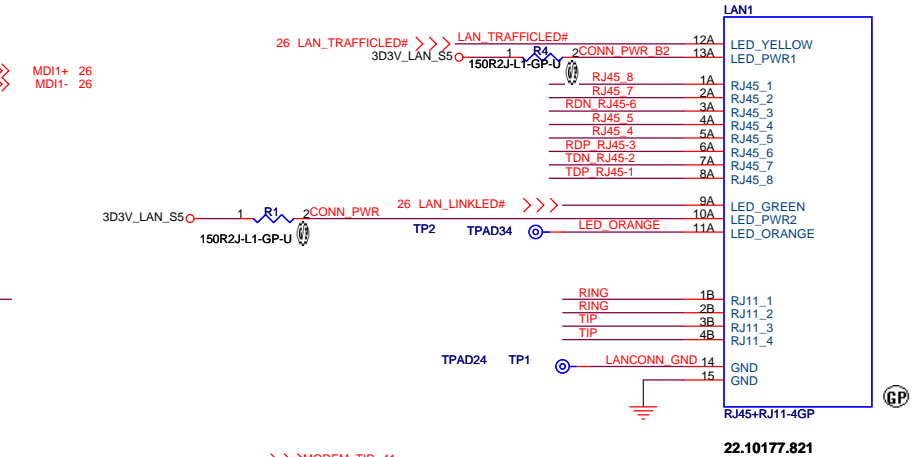 LAN1
26 LAN_TRAFFICLED# LAN_TRAFFICLED# 12A LED_YELLOW
3D3V_LAN_S5 1 R4 2 CONN_PWR_B2 13A LED_PWR1
150R2J-L1-GP-U
MDI1+ 26
MDI1- 26
RJ45_8 1A RJ45_1
RJ45_7 2A RJ45_2
RDN_RJ45-6 3A RJ45_3
RJ45_5 4A RJ45_4
RJ45_4 5A RJ45_5
RDP_RJ45-3 6A RJ45_6
TDN_RJ45-2 7A RJ45_7
TDP_RJ45-1 8A RJ45_8
26 LAN_LINKLED# 9A LED_GREEN
3D3V_LAN_S5 1 R1 2 CONN_PWR 10A LED_PWR2
150R2J-L1-GP-U
TP2 TPAD34 LED_ORANGE 11A LED_ORANGE
RING 1B RJ11_1
RING 2B RJ11_2
TIP 3B RJ11_3
TIP 4B RJ11_4
TPAD24 TP1 LANCONN_GND 14 GND
15 GND
GP
RJ45+RJ11-4GP
22.10177.821